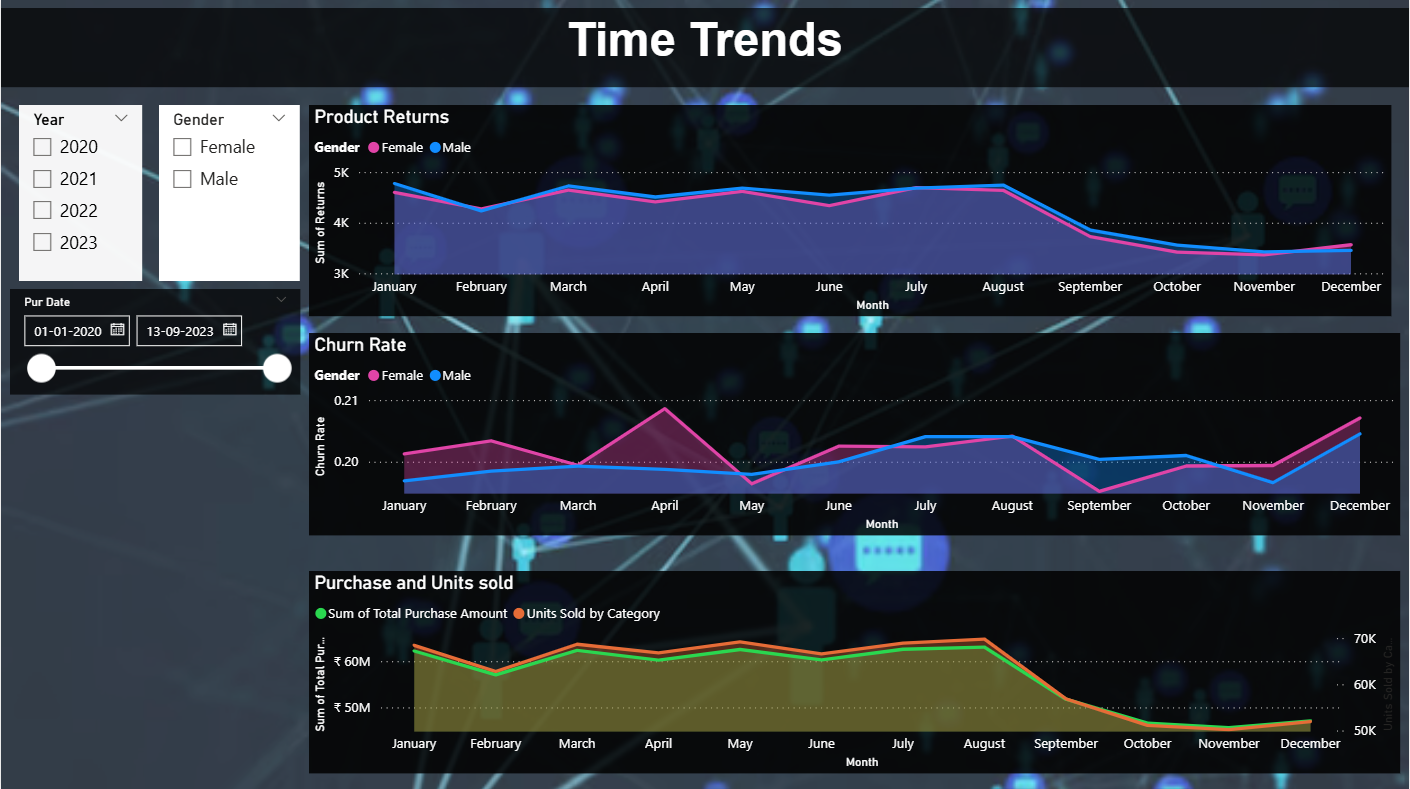 Time Trends
Year
2020
2021
2022
2023
Gender
Female
Male
Pur Date
01-01-2020 13-09-2023
Product Returns
Gender Female Male
Sum of Returns
5K
4K
3K
January February March April May June July August September October November December
Month
Churn Rate
Gender Female Male
Churn Rate
0.21
0.20
January February March April May June July August September October November December
Month
Purchase and Units sold
Sum of Total Purchase Amount Units Sold by Category
Sum of Total Pur...
₹ 60M
₹ 50M
70K
60K
50K
Units Sold by Ca...
January February March April May June July August September October November December
Month